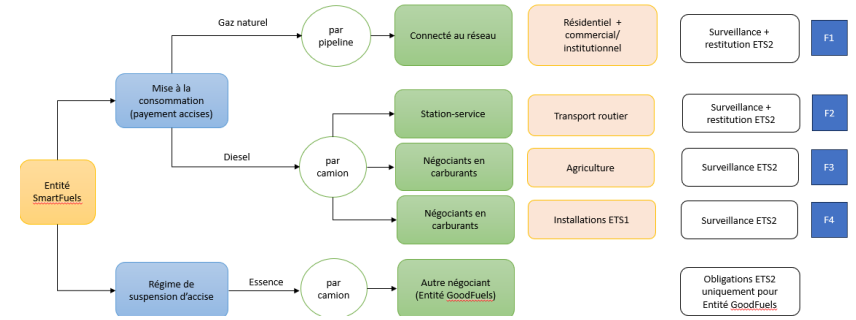 Gaz naturel
par
pipeline
Connecté au réseau
Résidentiel +
commercial/
institutionnel
Surveillance +
restitution ETS2
F1
Mise à la
consommation
(payement accises)
Station-service
Transport routier
Surveillance +
restitution ETS2
F2
Diesel
par
camion
Négociants en
carburants
Agriculture
Surveillance ETS2
F3
Entité
SmartFuels
Négociants en
carburants
Installations ETS1
Surveillance ETS2
F4
Régime de
suspension d'accise
Essence
par
camion
Autre négociant
(Entité GoodFuels)
Obligations ETS2
uniquement pour
Entité GoodFuels